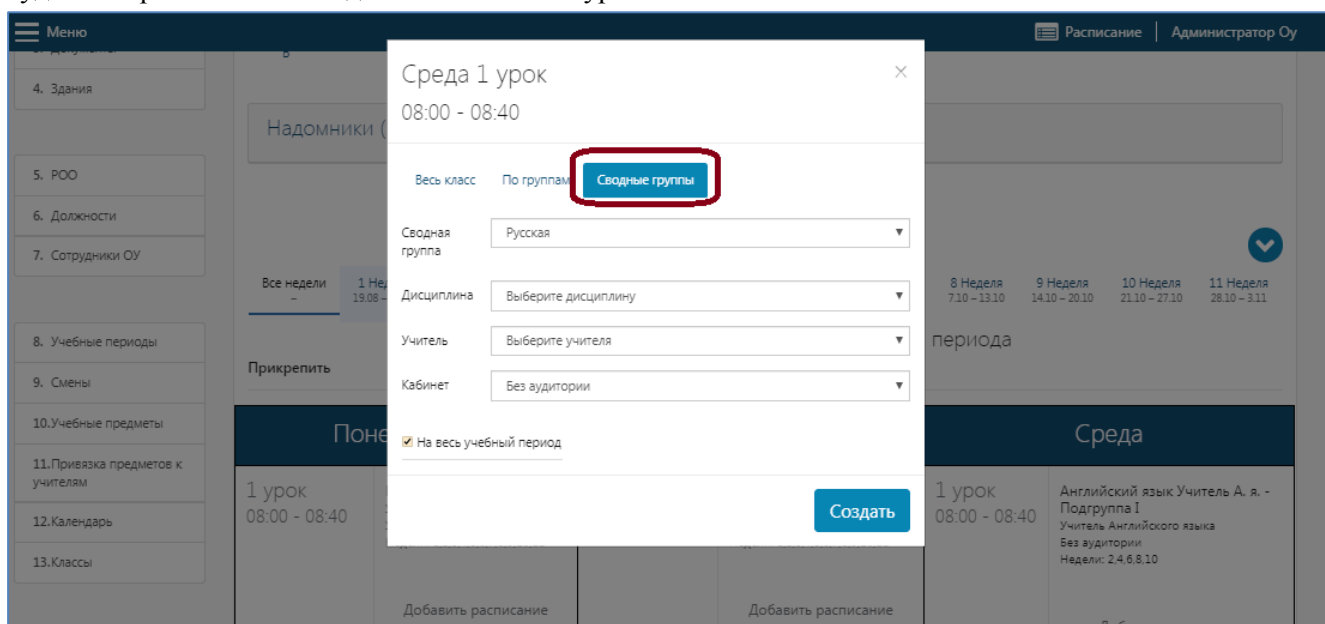 Меню
Расписание
Администратор Оу
4. Здания
5. РОО
6. Должности
7. Сотрудники ОУ
8. Учебные периоды
9. Смены
10.Учебные предметы
11.Привязка предметов к
учителям
12.Календарь
13.Классы
Надомники (
Все недели
–
1 Нед
19.08 –
8 Неделя
7.10 – 13.10
9 Неделя
14.10 – 20.10
10 Неделя
21.10 – 27.10
11 Неделя
28.10 – 3.11
периода
Прикрепить
Среда 1 урок
×
08:00 - 08:40
Весь класс
По группам
Сводные группы
Сводная
группа
Русская
Дисциплина
Выберите дисциплину
Учитель
Выберите учителя
Кабинет
Без аудитории
На весь учебный период
Создать
Поне
Среда
1 урок
08:00 - 08:40
1 урок
08:00 - 08:40
Английский язык Учитель А. я. -
Подгруппа I
Учитель Английского языка
Без аудитории
Недели: 2,4,6,8,10
Добавить расписание
Добавить расписание